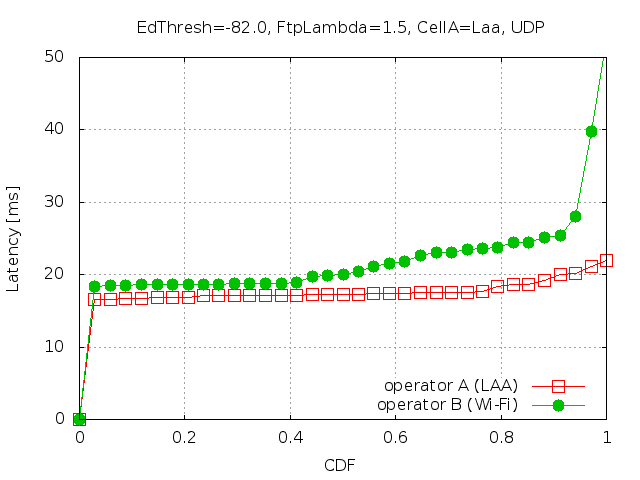 EdThresh=-82.0, FtpLambda=1.5, CellA=Laa, UDP
50
40
30
20
10
0
Latency [ms]
operator A (LAA)
operator B (Wi-Fi)
0
0.2
0.4
0.6
0.8
1
CDF